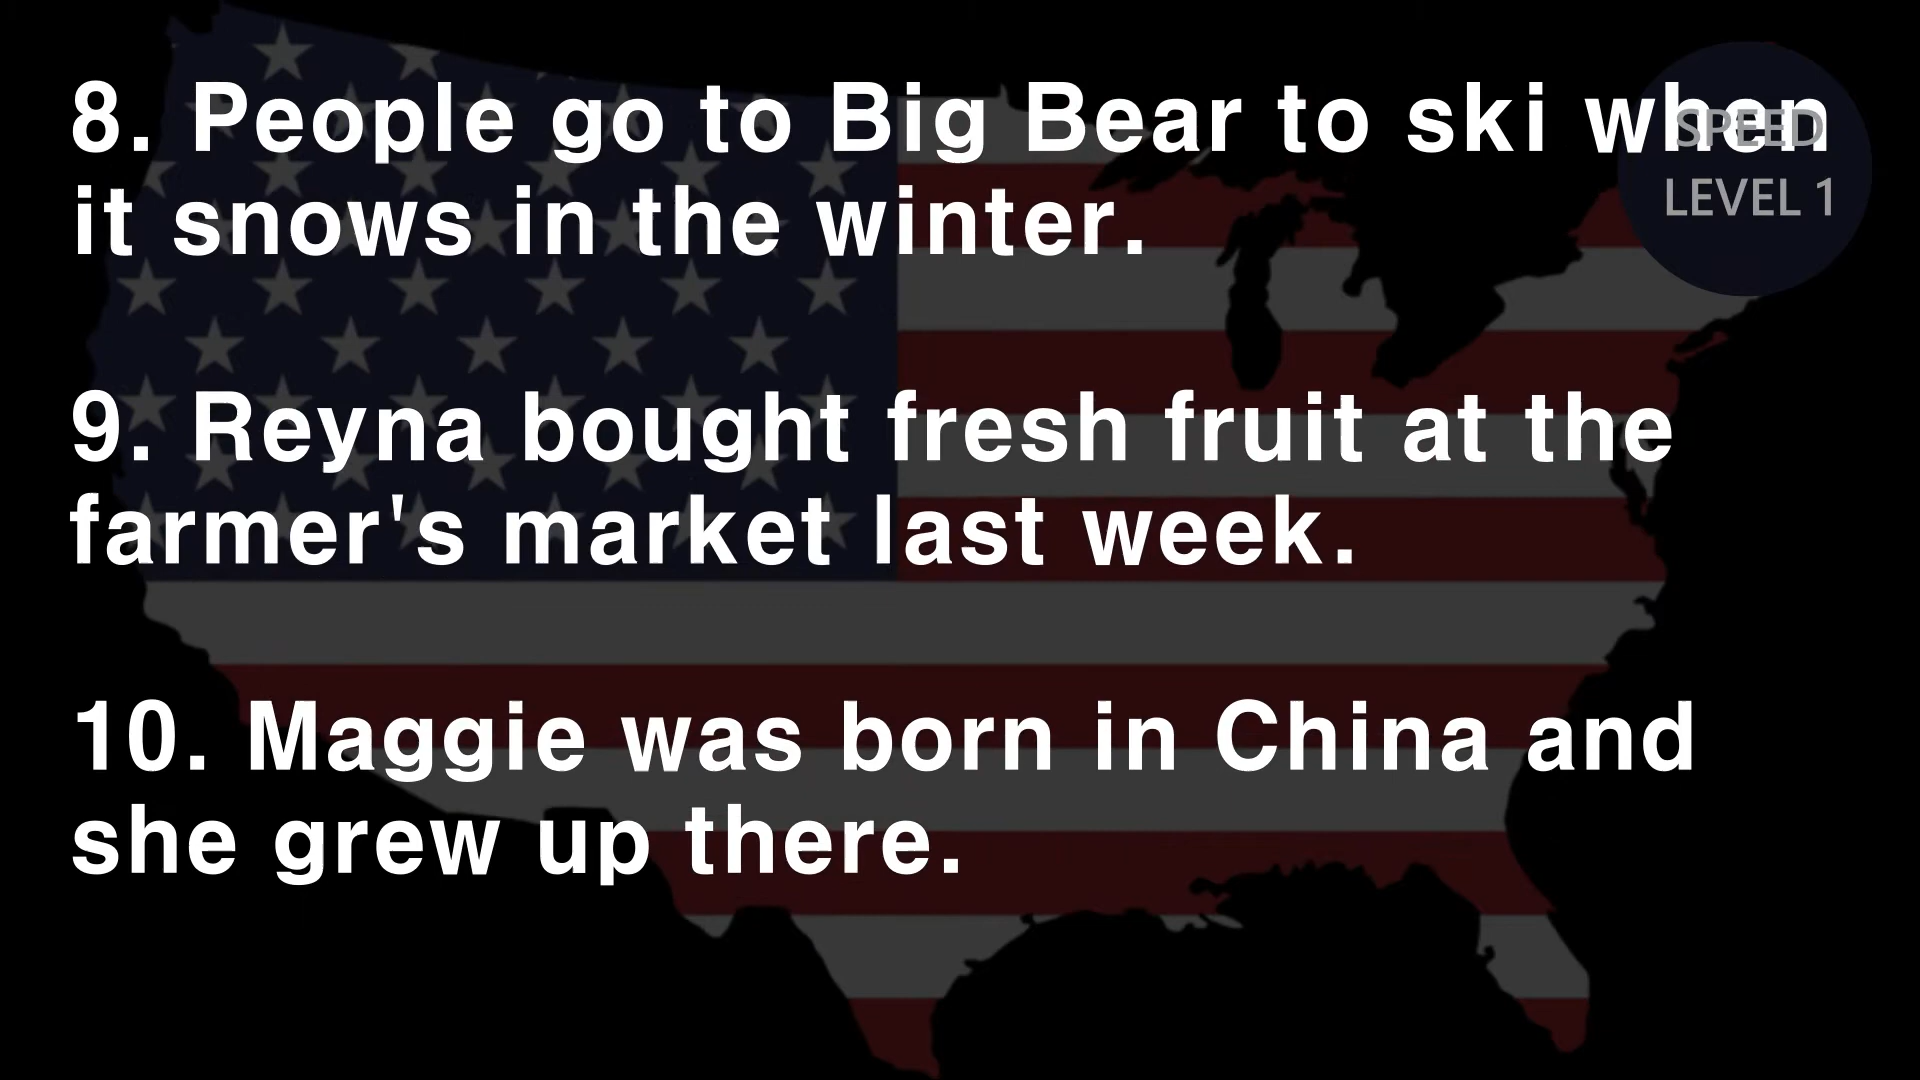 8. People go to Big Bear to ski when
it snows in the winter.
SPEED
LEVEL 1
9. Reyna bought fresh fruit at the
farmer's market last week.
10. Maggie was born in China and
she grew up there.